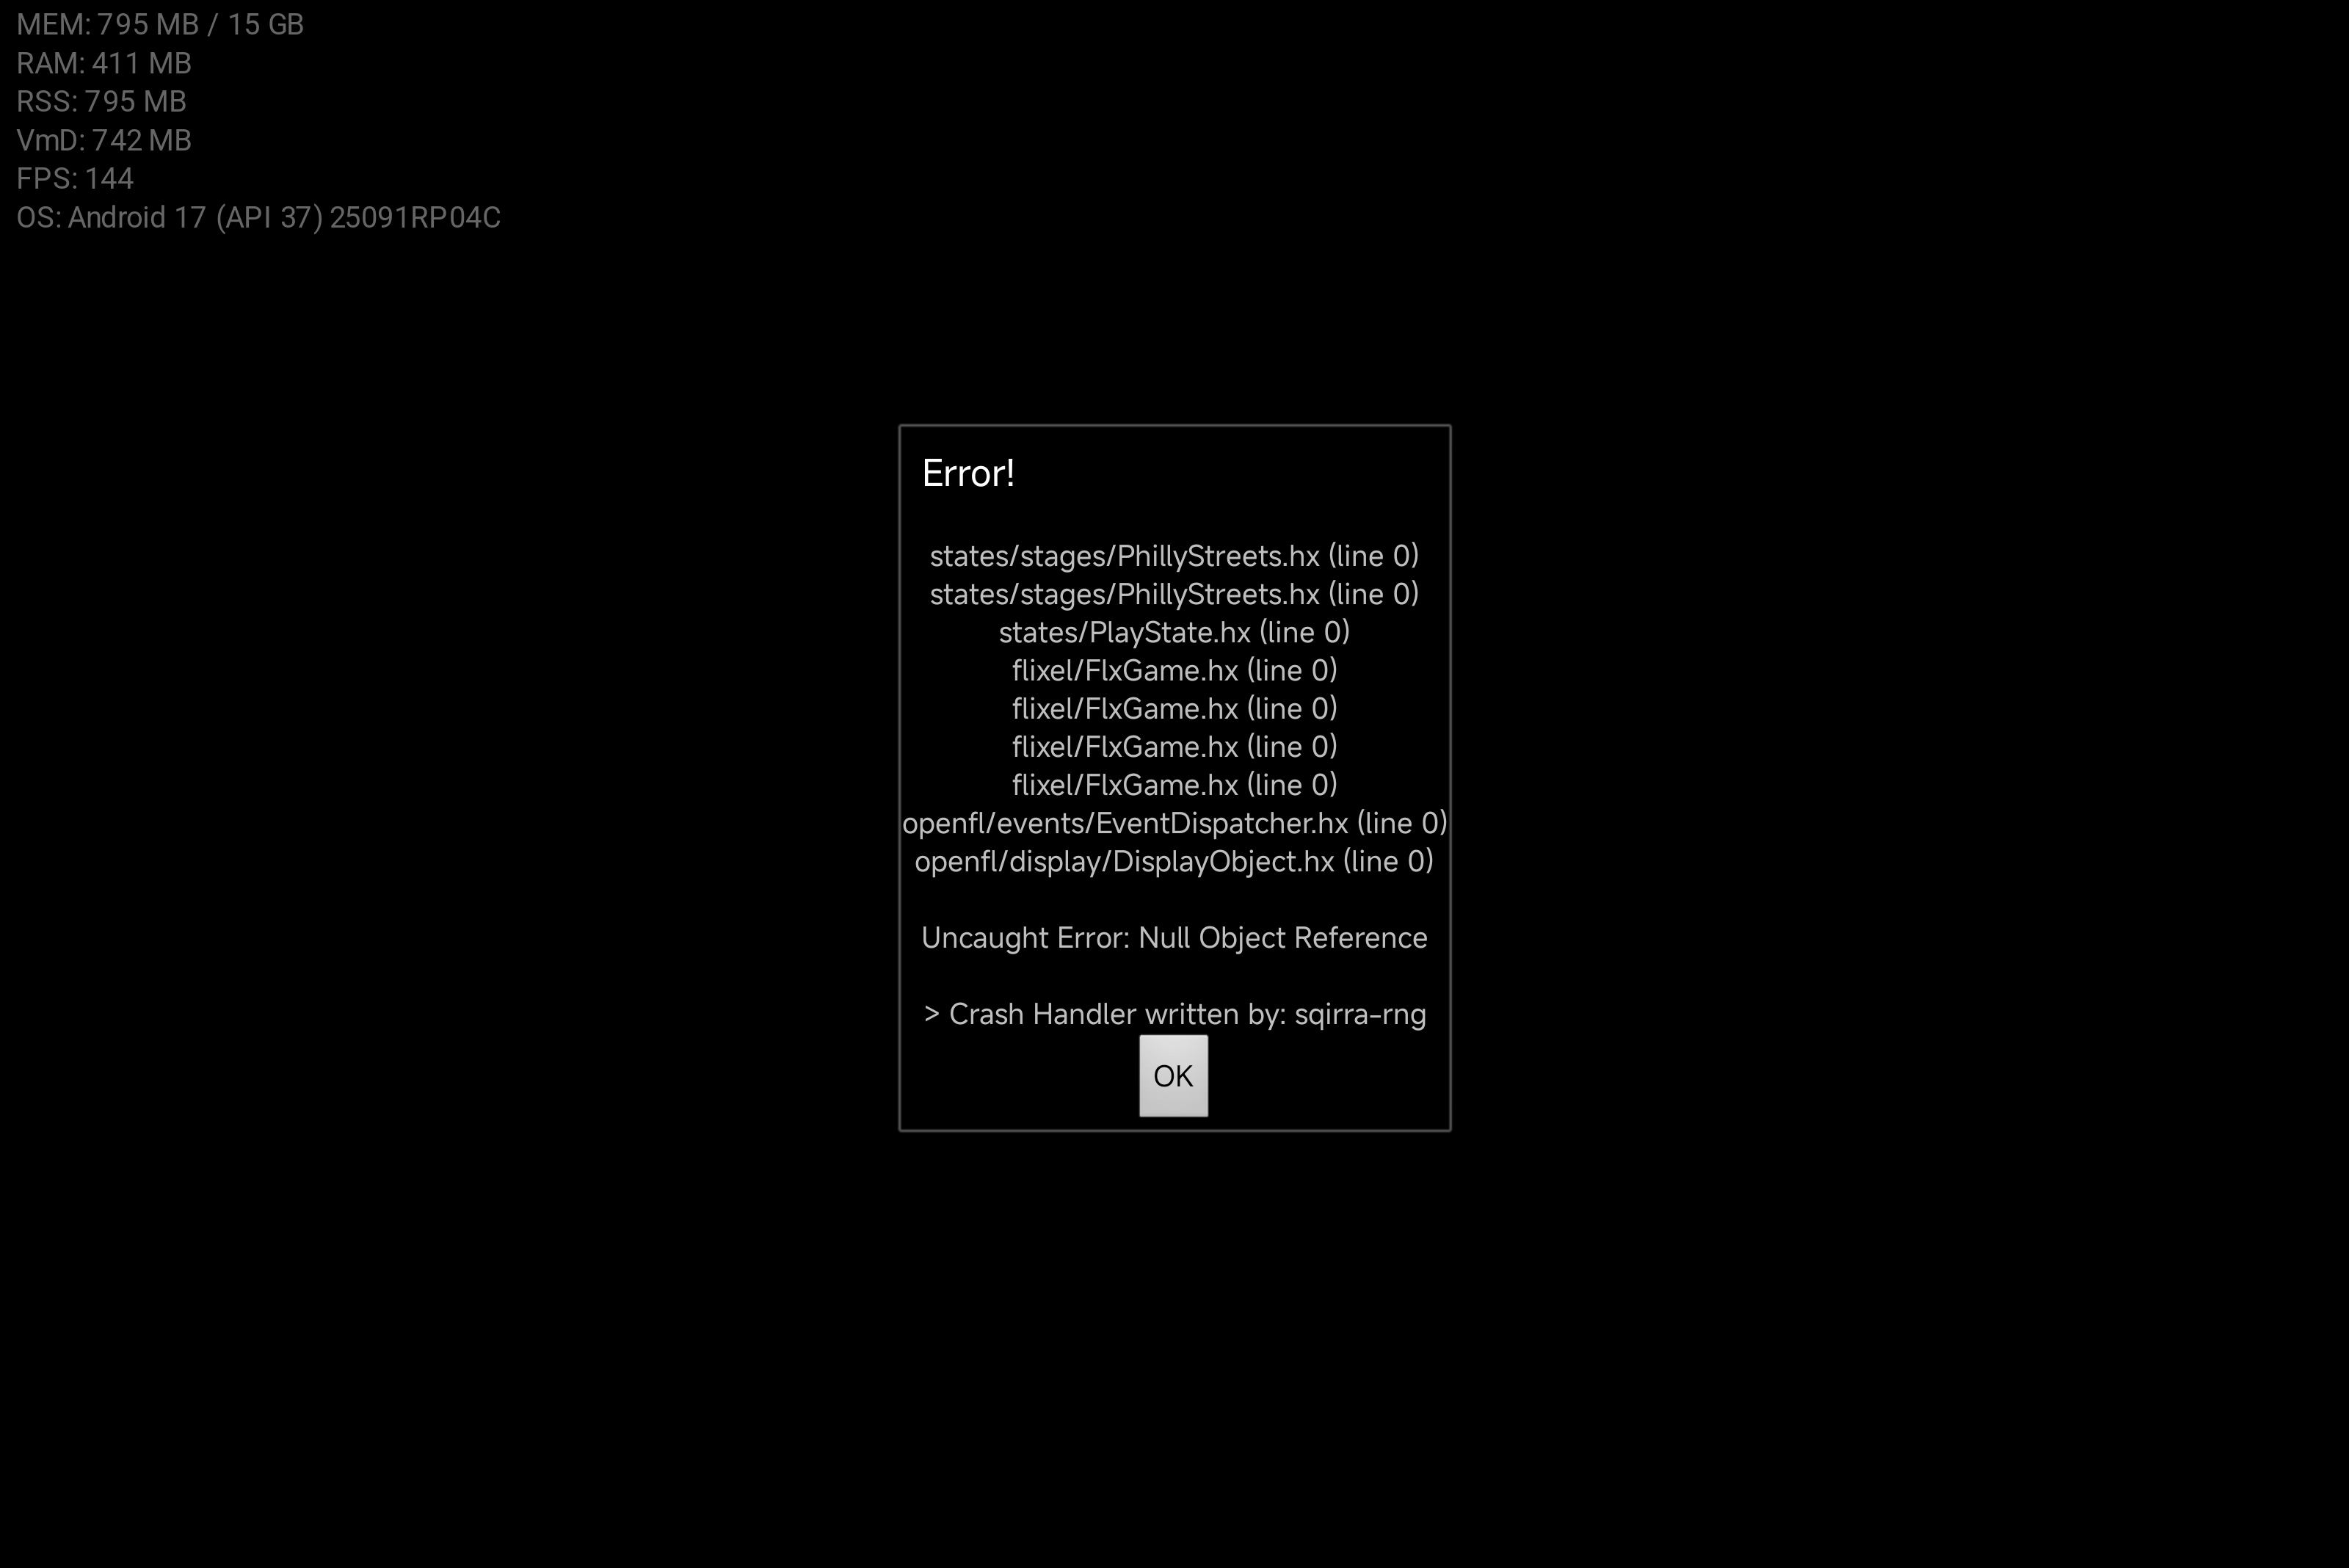 MEM: 795 MB / 15 GB
RAM: 411 MB
RSS: 795 MB
VmD: 742 MB
FPS: 144
OS: Android 17 (API 37) 25091RP04C
Error!
states/stages/PhillyStreets.hx (line 0)
states/stages/PhillyStreets.hx (line 0)
states/PlayState.hx (line 0)
flixel/FlxGame.hx (line 0)
flixel/FlxGame.hx (line 0)
flixel/FlxGame.hx (line 0)
flixel/FlxGame.hx (line 0)
openfl/events/EventDispatcher.hx (line 0)
openfl/display/DisplayObject.hx (line 0)
Uncaught Error: Null Object Reference
> Crash Handler written by: sqirra-rng
OK